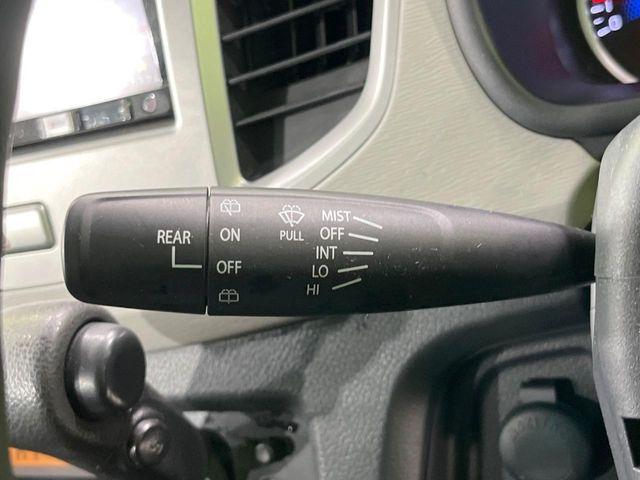 REAR
ON
OFF
PULL
MIST
OFF
INT
LO
HI